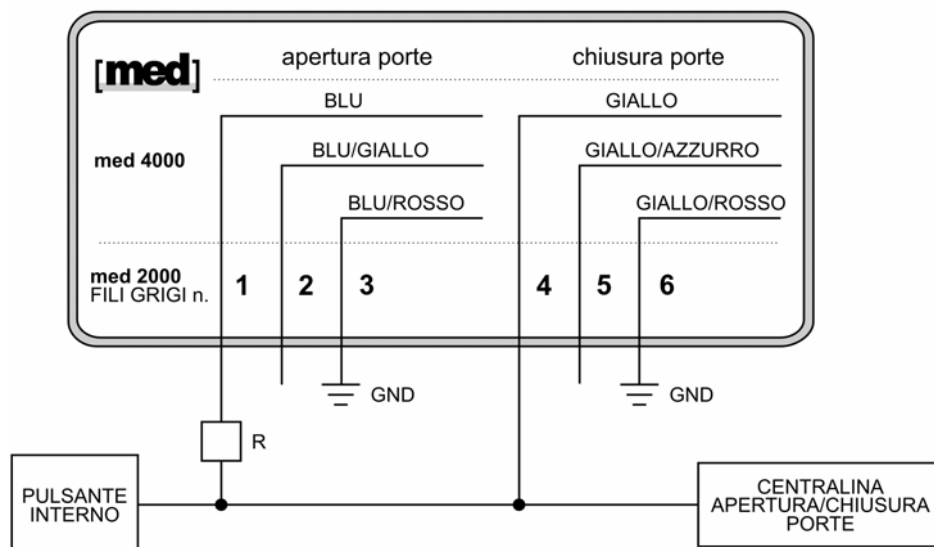 [med]
apertura porte
chiusura porte
BLU
GIALLO
med 4000
BLU/GIALLO
GIALLO/AZZURRO
BLU/ROSSO
GIALLO/ROSSO
med 2000
FILI GRIGI n.
1
2
3
4
5
6
GND
GND
R
PULSANTE
INTERNO
CENTRALINA
APERTURA/CHIUSURA
PORTE